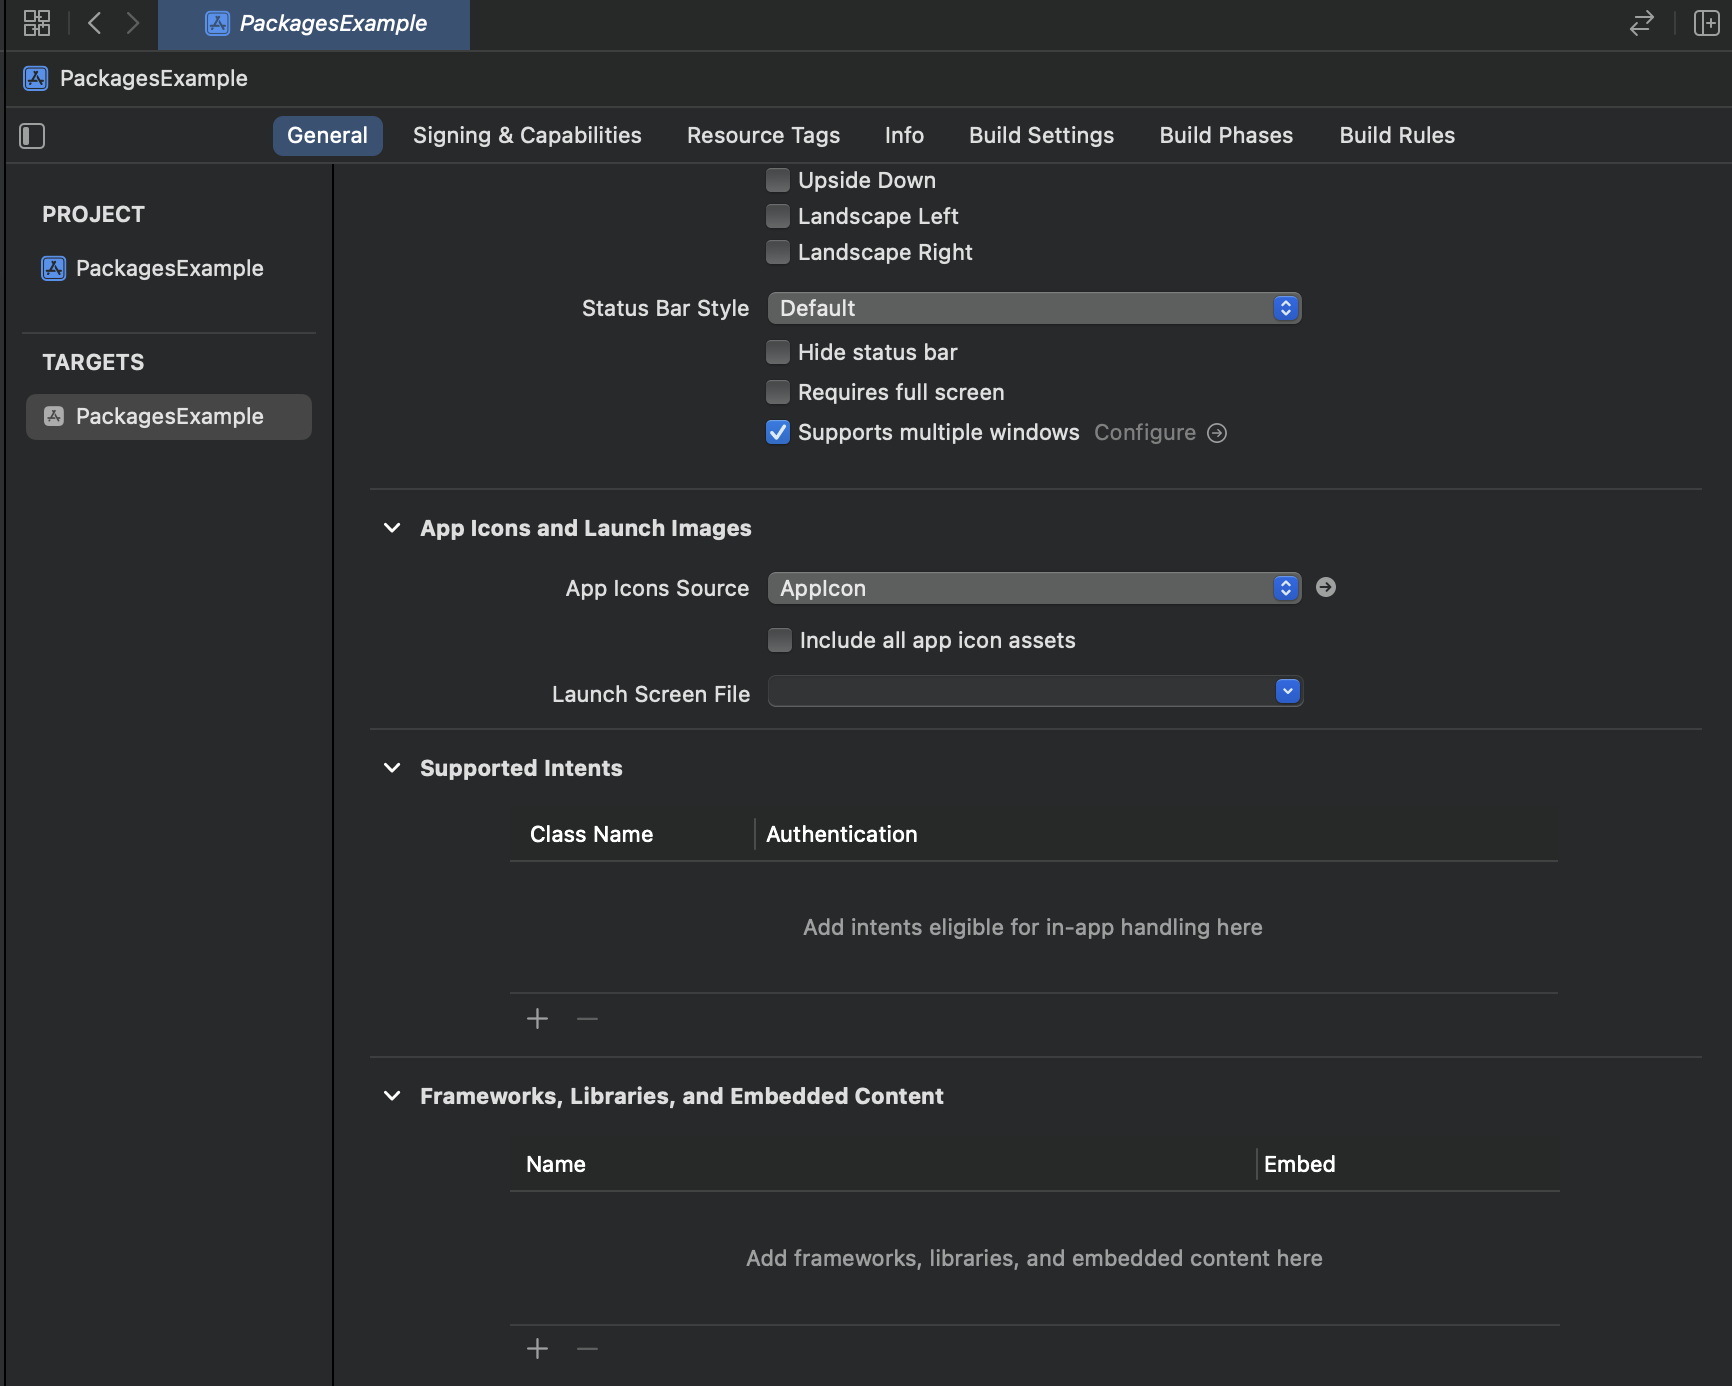 PackagesExample
PackagesExample
General Signing & Capabilities Resource Tags Info Build Settings Build Phases Build Rules
PROJECT
PackagesExample
TARGETS
PackagesExample
Upside Down
Landscape Left
Landscape Right
Status Bar Style Default
Hide status bar
Requires full screen
Supports multiple windows Configure
App Icons and Launch Images
App Icons Source AppIcon
Include all app icon assets
Launch Screen File
Supported Intents
Class Name Authentication
Add intents eligible for in-app handling here
Frameworks, Libraries, and Embedded Content
Name Embed
Add frameworks, libraries, and embedded content here